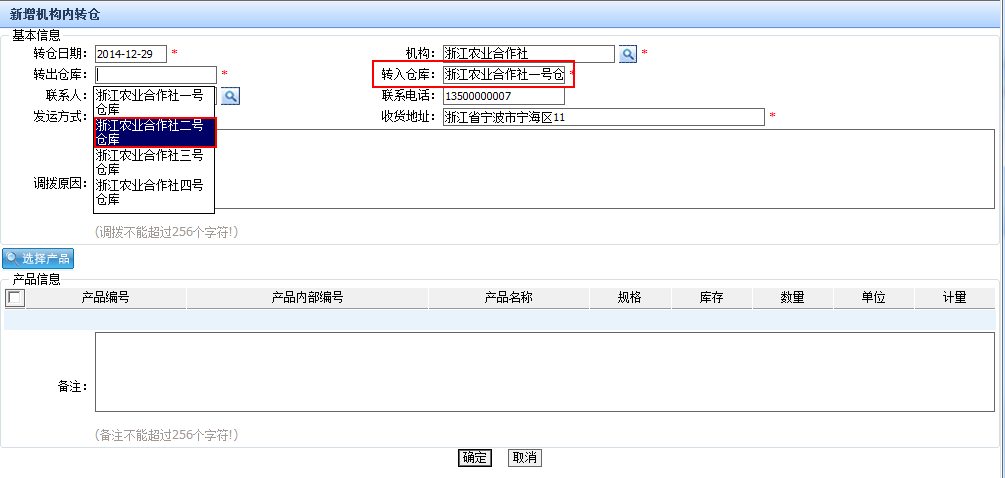 新增机构内转仓
基本信息
转仓日期： 2014-12-29 * 机构： 浙江农业合作社 *
转出仓库： * 转入仓库： 浙江农业合作社一号仓 *
联系人： 联系电话： 13500000007
浙江农业合作社一号
仓库
浙江农业合作社二号
仓库
浙江农业合作社三号
仓库
浙江农业合作社四号
仓库
发运方式： 收货地址： 浙江省宁波市宁海区11 *
调拨原因：
(调拨不能超过256个字符!)
选择产品
产品信息
产品编号 产品内部编号 产品名称 规格 库存 数量 单位 计量
备注：
(备注不能超过256个字符!)
确定 取消